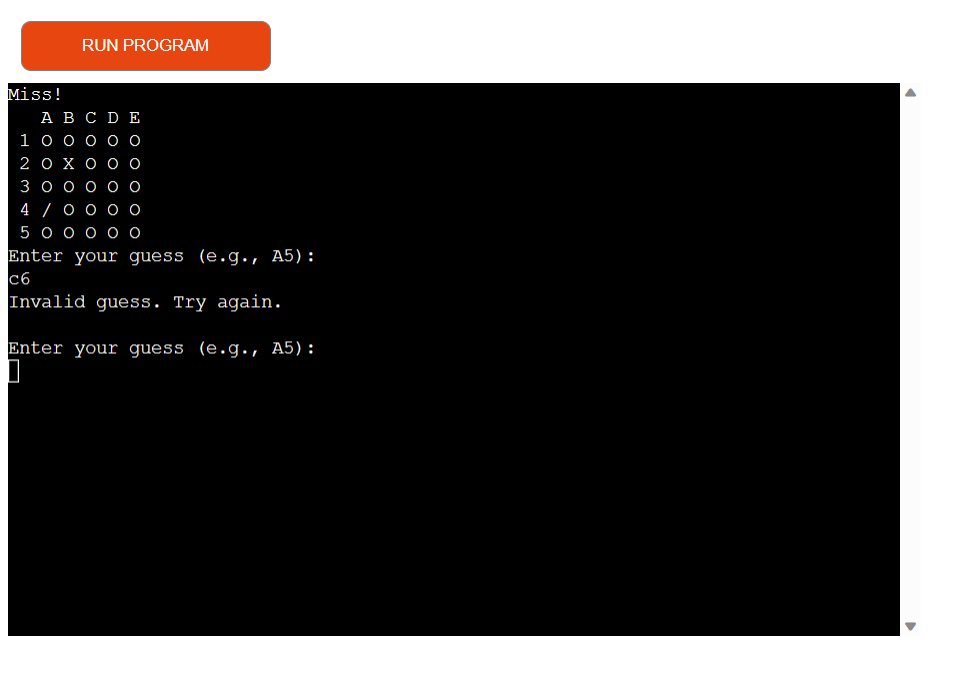 RUN PROGRAM
Miss!
A B C D E
1 O O O O O
2 O X O O O
3 O O O O O
4 / O O O O
5 O O O O O
Enter your guess (e.g., A5):
c6
Invalid guess. Try again.
Enter your guess (e.g., A5):